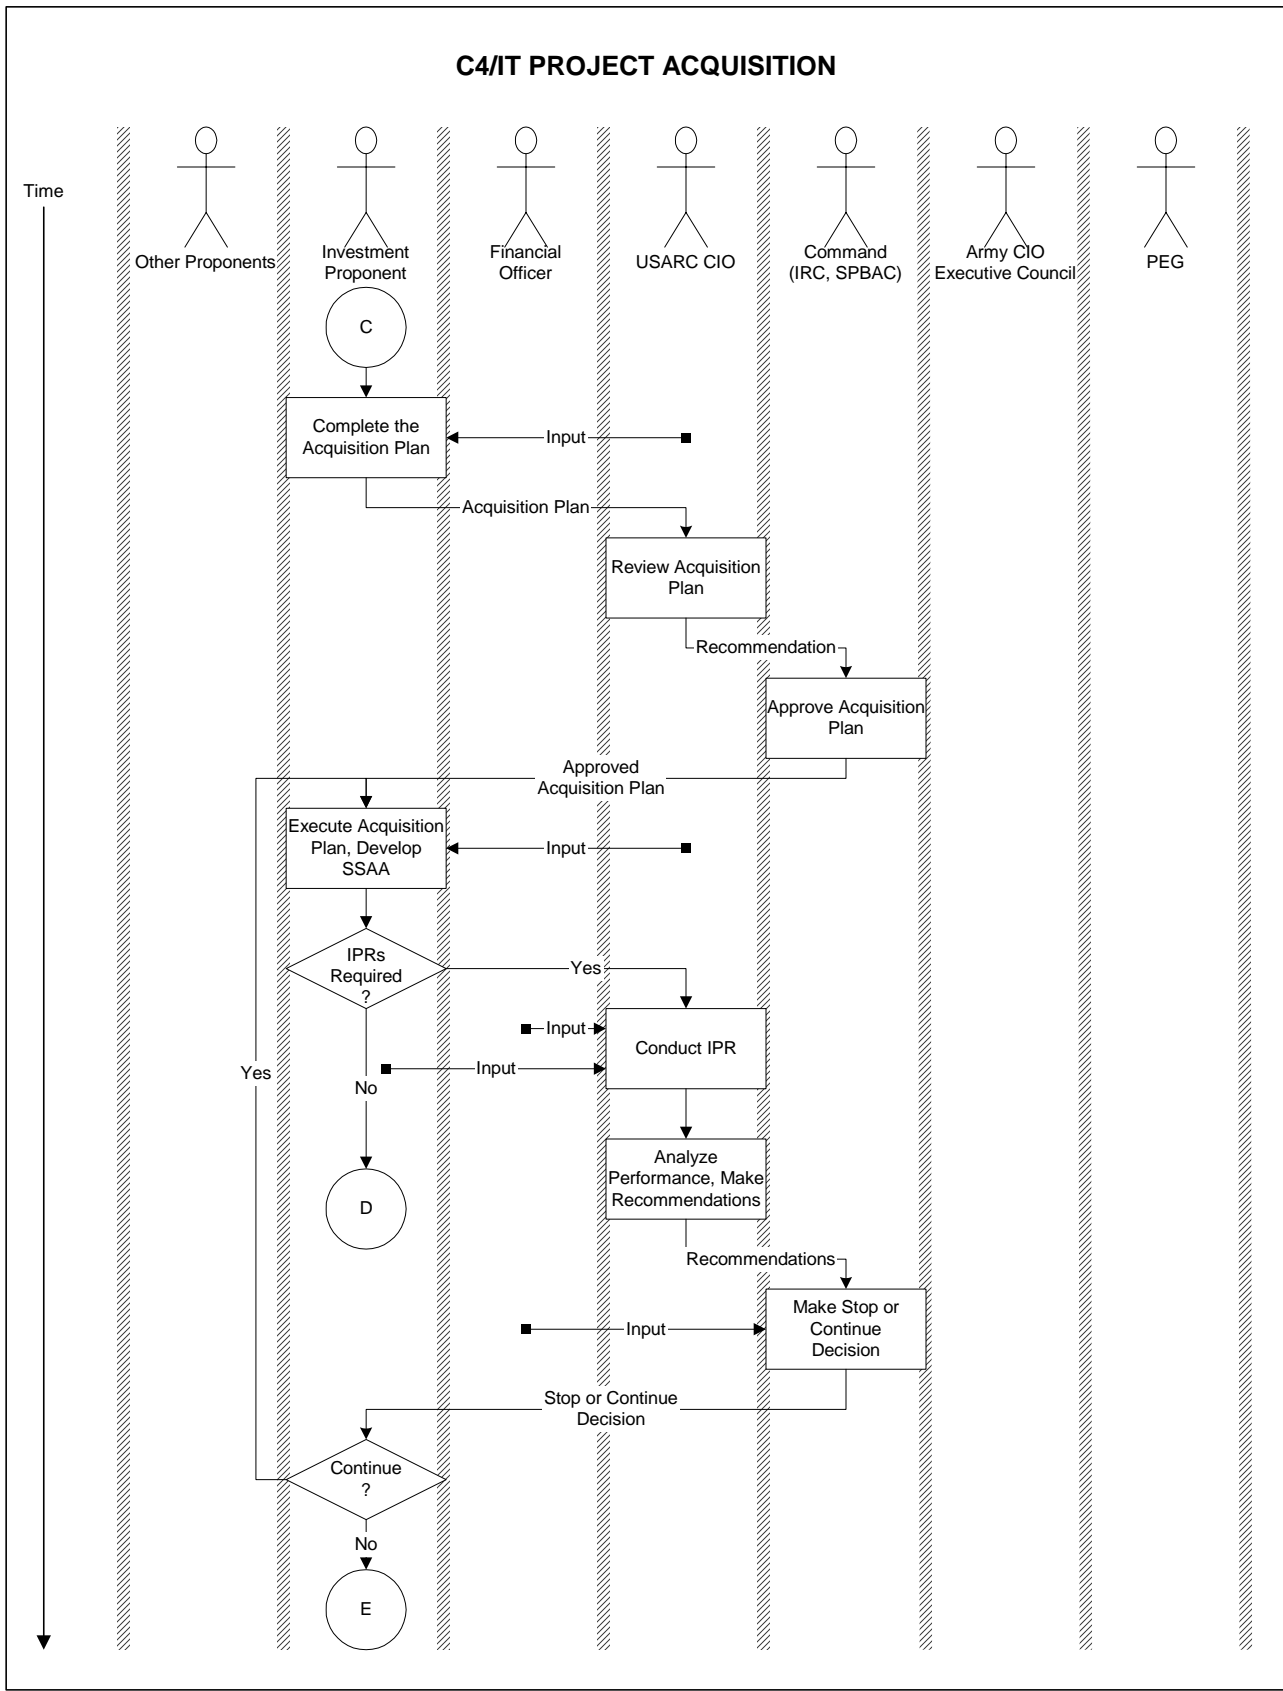 C4/IT PROJECT ACQUISITION
Time
Other Proponents
Investment
Proponent
Financial
Officer
USARC CIO
Command
(IRC, SPBAC)
Army CIO
Executive Council
PEG
C
Complete the
Acquisition Plan
Input
Acquisition Plan
Review Acquisition
Plan
Recommendation
Approve Acquisition
Plan
Approved
Acquisition Plan
Execute Acquisition
Plan, Develop
SSAA
Input
IPRs
Required
?
Yes
Input
Conduct IPR
Input
Yes
No
Analyze
Performance, Make
Recommendations
D
Recommendations
Make Stop or
Continue
Decision
Input
Stop or Continue
Decision
Continue
?
No
E